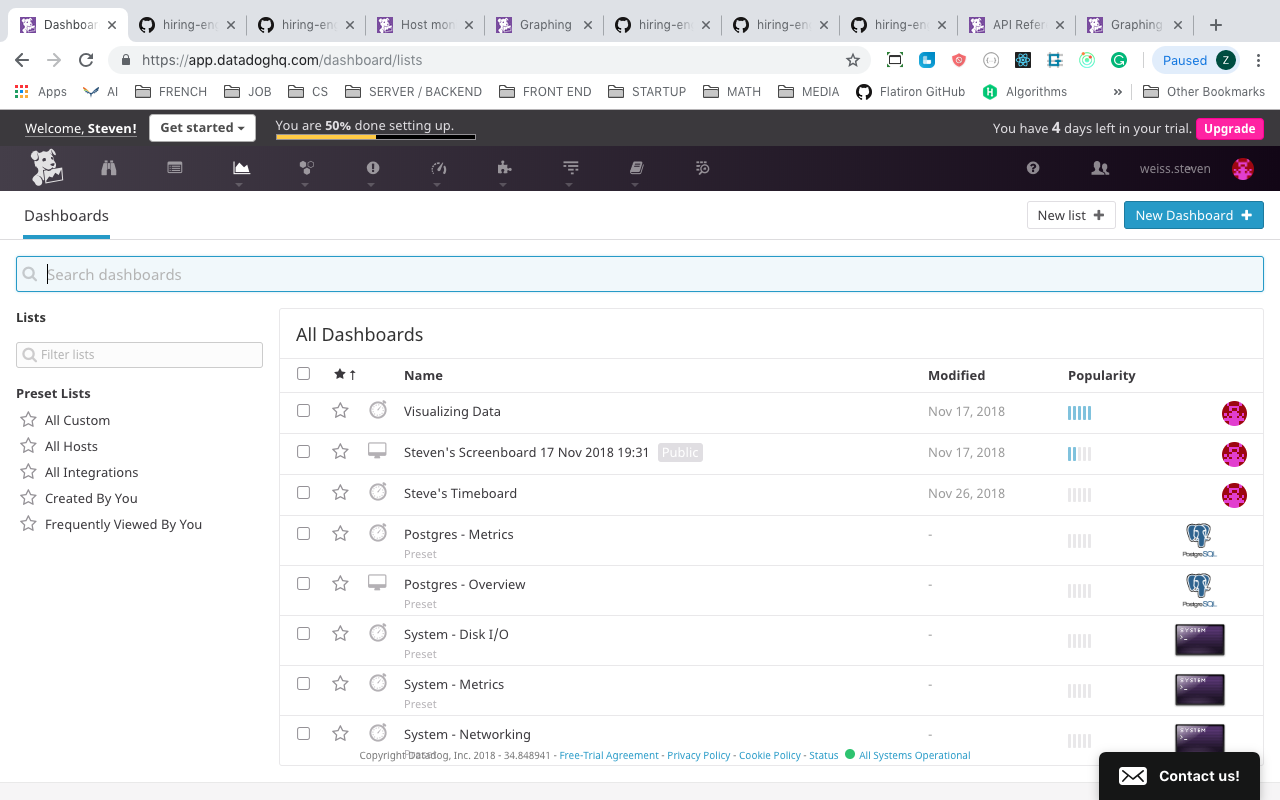 Dashboar
hiring-en
hiring-en
Host mon
Graphing
hiring-en
hiring-en
hiring-en
API Refer
Graphing
https://app.datadoghq.com/dashboard/lists
Paused
Z
Apps
AI
FRENCH
JOB
CS
SERVER / BACKEND
FRONT END
STARTUP
MATH
MEDIA
Flatiron GitHub
Algorithms
»
Other Bookmarks
Welcome, Steven!
Get started
You are 50% done setting up.
You have 4 days left in your trial.
Upgrade
weiss.steven
Dashboards
New list +
New Dashboard +
Search dashboards
Lists
Filter lists
Preset Lists
All Custom
All Hosts
All Integrations
Created By You
Frequently Viewed By You
All Dashboards
★ ↑ Name Modified Popularity
Visualizing Data Nov 17, 2018
Steven's Screenboard 17 Nov 2018 19:31 Public Nov 17, 2018
Steve's Timeboard Nov 26, 2018
Postgres - Metrics -
Preset
PostgreSQL
Postgres - Overview -
Preset
PostgreSQL
System - Disk I/O -
Preset
SYSTEM
>_
System - Metrics -
Preset
SYSTEM
>_
System - Networking -
Preset
SYSTEM
>_
Copyright Datadog, Inc. 2018 - 34.848941 - Free-Trial Agreement - Privacy Policy - Cookie Policy - Status All Systems Operational
Contact us!